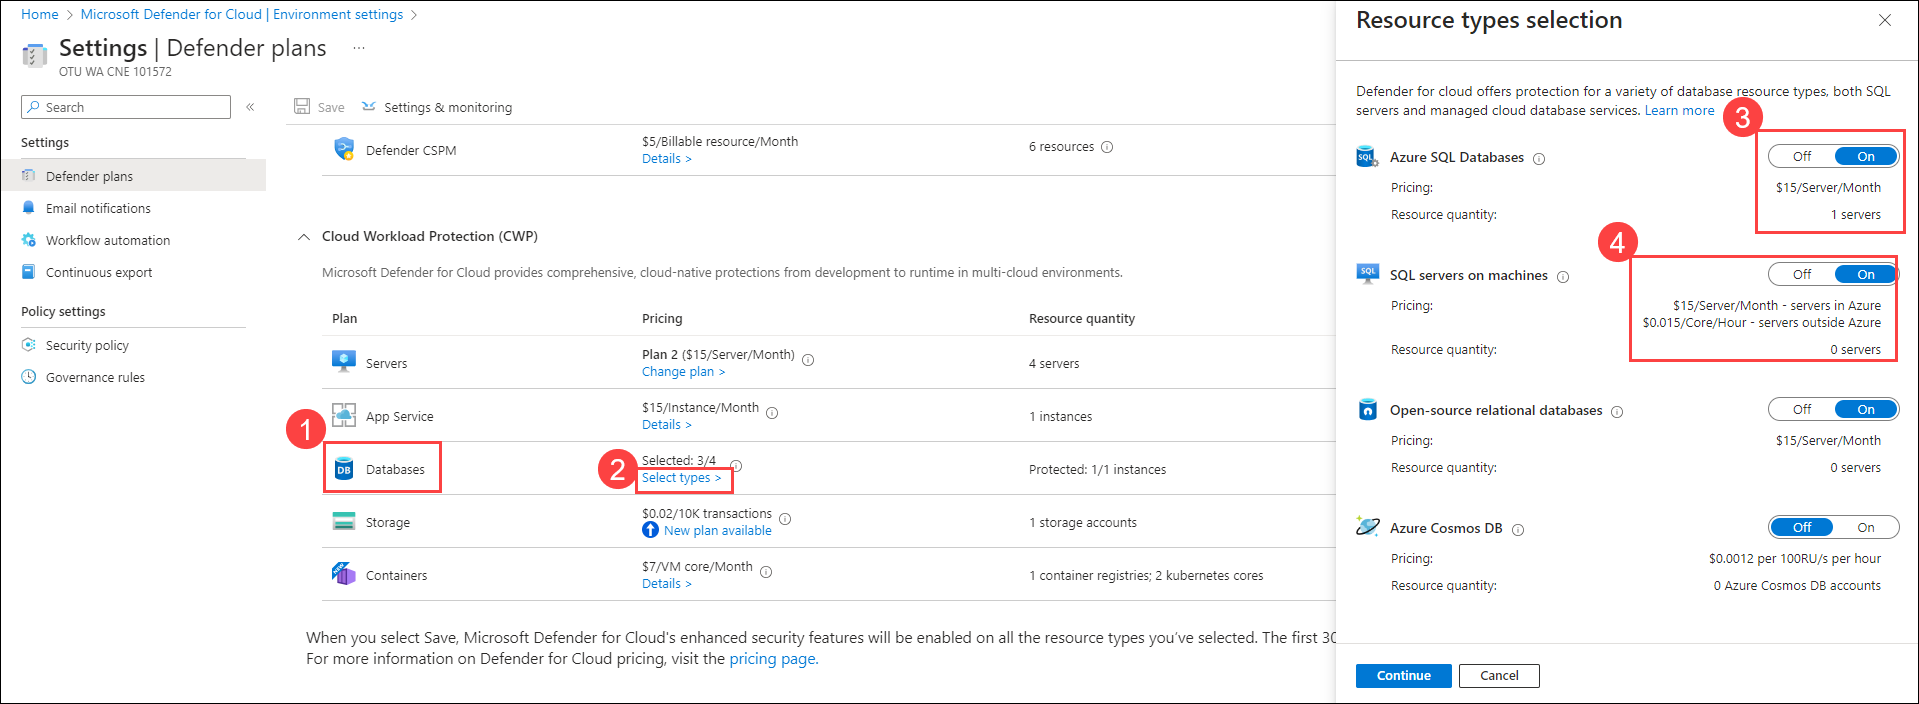 Home > Microsoft Defender for Cloud | Environment settings >
Settings | Defender plans ...
OTU WA CNE 101572
Search «
Settings
Defender plans
Email notifications
Workflow automation
Continuous export
Policy settings
Security policy
Governance rules
Save Settings & monitoring
Defender CSPM $5/Billable resource/Month 6 resources
Details >
Cloud Workload Protection (CWP)
Microsoft Defender for Cloud provides comprehensive, cloud-native protections from development to runtime in multi-cloud environments.
Plan Pricing Resource quantity
Servers Plan 2 ($15/Server/Month) 4 servers
Change plan >
App Service $15/Instance/Month 1 instances
Details >
1
DB Databases Selected: 3/4 Protected: 1/1 instances
2
Select types >
Storage $0.02/10K transactions 1 storage accounts
New plan available
NEW Containers $7/VM core/Month 1 container registries; 2 kubernetes cores
Details >
When you select Save, Microsoft Defender for Cloud's enhanced security features will be enabled on all the resource types you've selected. The first 30
For more information on Defender for Cloud pricing, visit the pricing page.
Resource types selection
Defender for cloud offers protection for a variety of database resource types, both SQL
servers and managed cloud database services. Learn more
3
SQL Azure SQL Databases Off On
Pricing: $15/Server/Month
Resource quantity: 1 servers
4
SQL SQL servers on machines Off On
Pricing: $15/Server/Month - servers in Azure
$0.015/Core/Hour - servers outside Azure
Resource quantity: 0 servers
Open-source relational databases Off On
Pricing: $15/Server/Month
Resource quantity: 0 servers
Azure Cosmos DB Off On
Pricing: $0.0012 per 100RU/s per hour
Resource quantity: 0 Azure Cosmos DB accounts
Continue Cancel